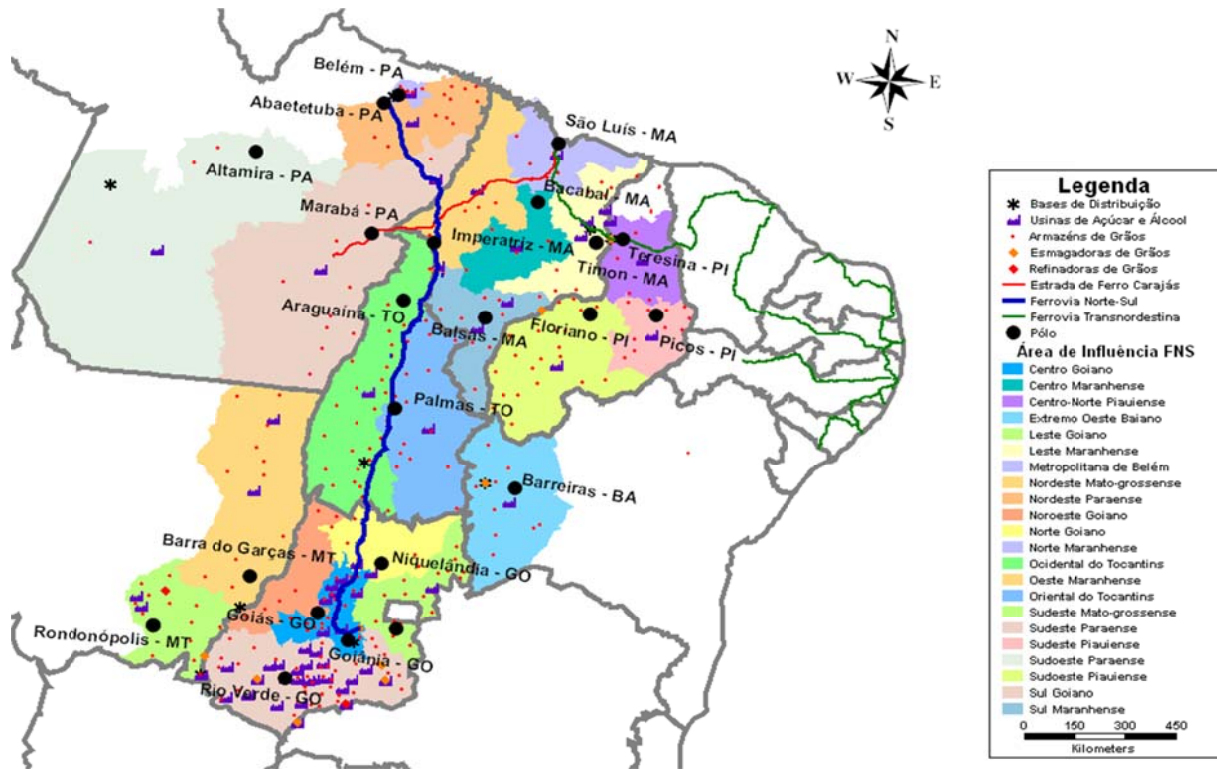 N
W E
S
Belém - PA
Abaetetuba - PA
São Luís - MA
Altamira - PA
Bacabal - MA
Marabá - PA
Imperatriz - MA
Teresina - PI
Timon - MA
Araguaína - TO
Balsas - MA
Floriano - PI
Picos - PI
Palmas - TO
Barreiras - BA
Barra do Garças - MT
Niquelândia - GO
Goiás - GO
Rondonópolis - MT
Goiânia - GO
Rio Verde - GO
Legenda
Bases de Distribuição
Usinas de Açúcar e Álcool
Armazéns de Grãos
Esmagadoras de Grãos
Refinadoras de Grãos
Estrada de Ferro Carajás
Ferrovia Norte-Sul
Ferrovia Transnordestina
Pólo
Área de Influência FNS
Centro Goiano
Centro Maranhense
Centro-Norte Piauiense
Extremo Oeste Baiano
Leste Goiano
Leste Maranhense
Metropolitana de Belém
Nordeste Mato-grossense
Nordeste Paraense
Noroeste Goiano
Norte Goiano
Norte Maranhense
Ocidental do Tocantins
Oeste Maranhense
Oriental do Tocantins
Sudeste Mato-grossense
Sudeste Paraense
Sudeste Piauiense
Sudoeste Paraense
Sudoeste Piauiense
Sul Goiano
Sul Maranhense
0 150 300 450
Kilometers